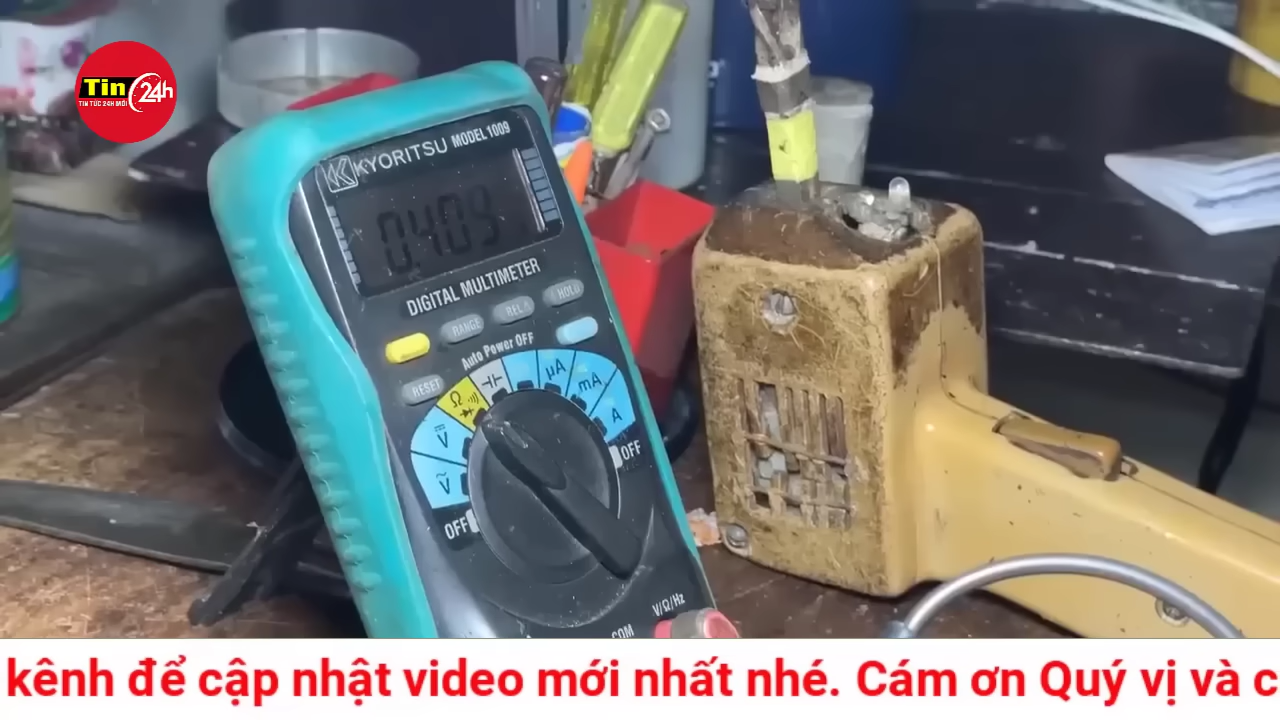 Tin 24h
TIN TỨC 24H MỚI
KYORITSU MODEL 1009
0.409
DIGITAL MULTIMETER
RANGE REL△ HOLD
Auto Power OFF
RESET
Ω
V
V
μA
mA
A
OFF
OFF
V/Ω/Hz
COM
kênh để cập nhật video mới nhất nhé. Cám ơn Quý vị và c